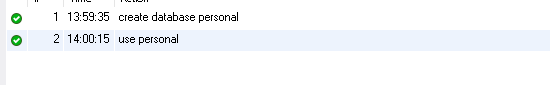 1 13:59:35 create database personal
2 14:00:15 use personal